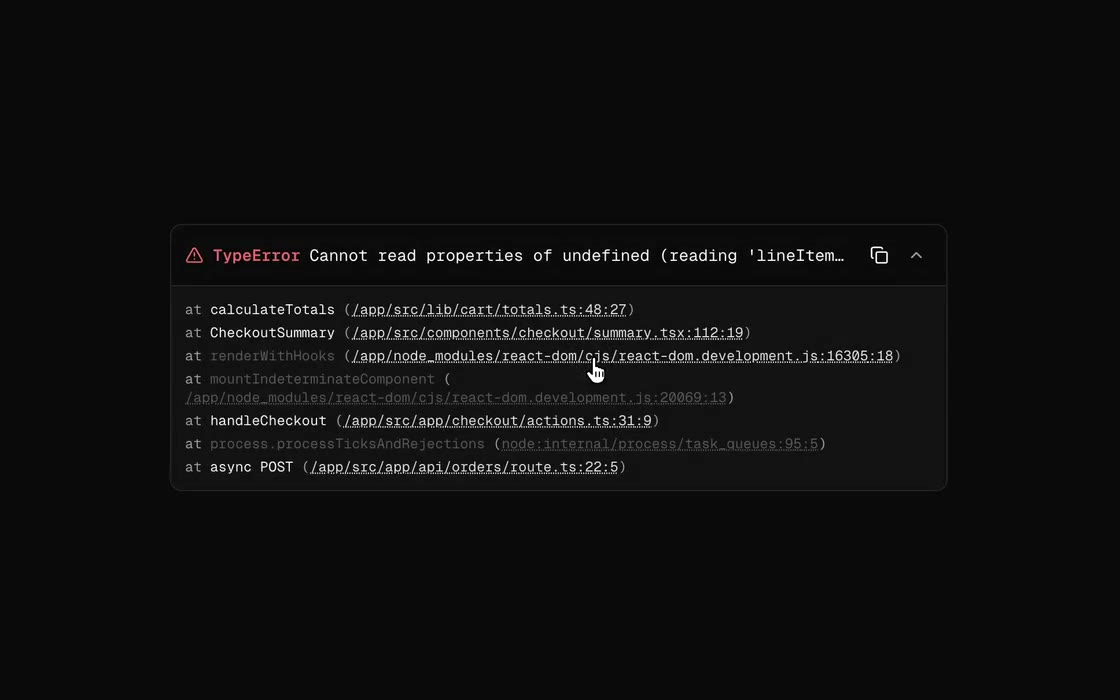 TypeError Cannot read properties of undefined (reading 'lineItem…
at calculateTotals (/app/src/lib/cart/totals.ts:48:27)
at CheckoutSummary (/app/src/components/checkout/summary.tsx:112:19)
at renderWithHooks (/app/node_modules/react-dom/cjs/react-dom.development.js:16305:18)
at mountIndeterminateComponent (
/app/node_modules/react-dom/cjs/react-dom.development.js:20069:13)
at handleCheckout (/app/src/app/checkout/actions.ts:31:9)
at process.processTicksAndRejections (node:internal/process/task_queues:95:5)
at async POST (/app/src/app/api/orders/route.ts:22:5)